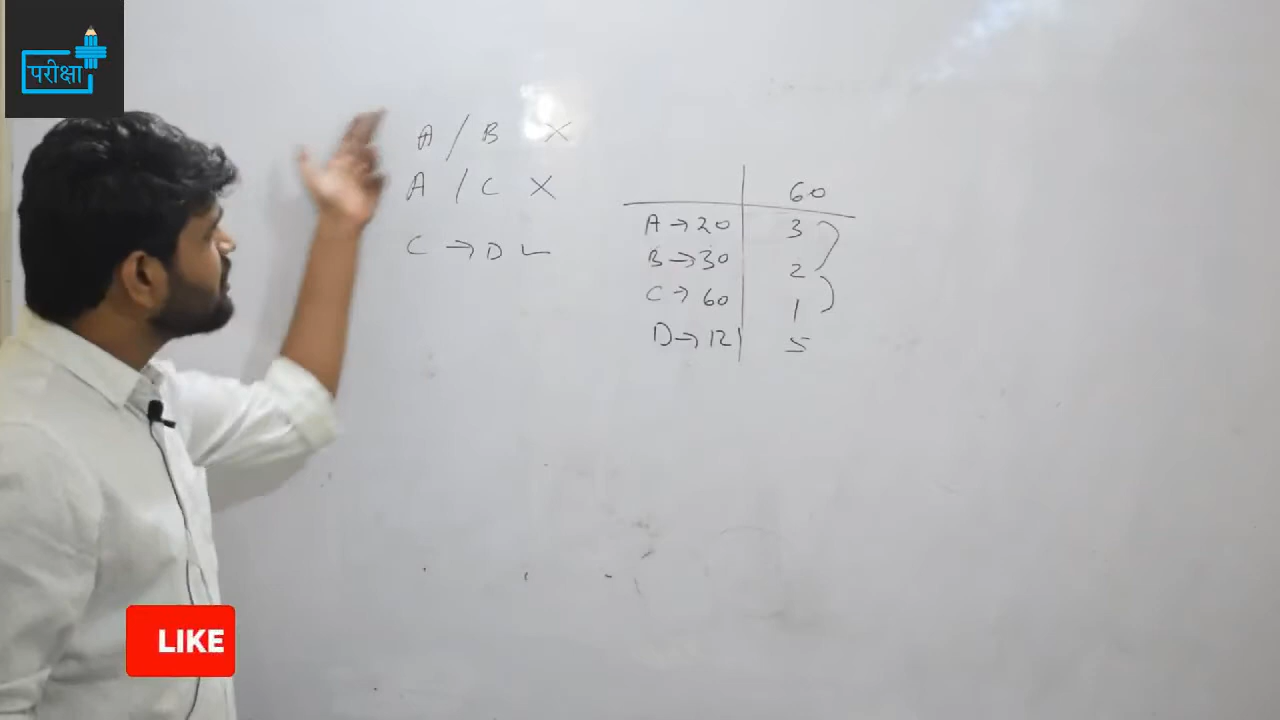 परीक्षा
A / B X
A / C X
C → D ✓
60
A → 20 3
B → 30 2
C → 60 1
D → 12 5
LIKE